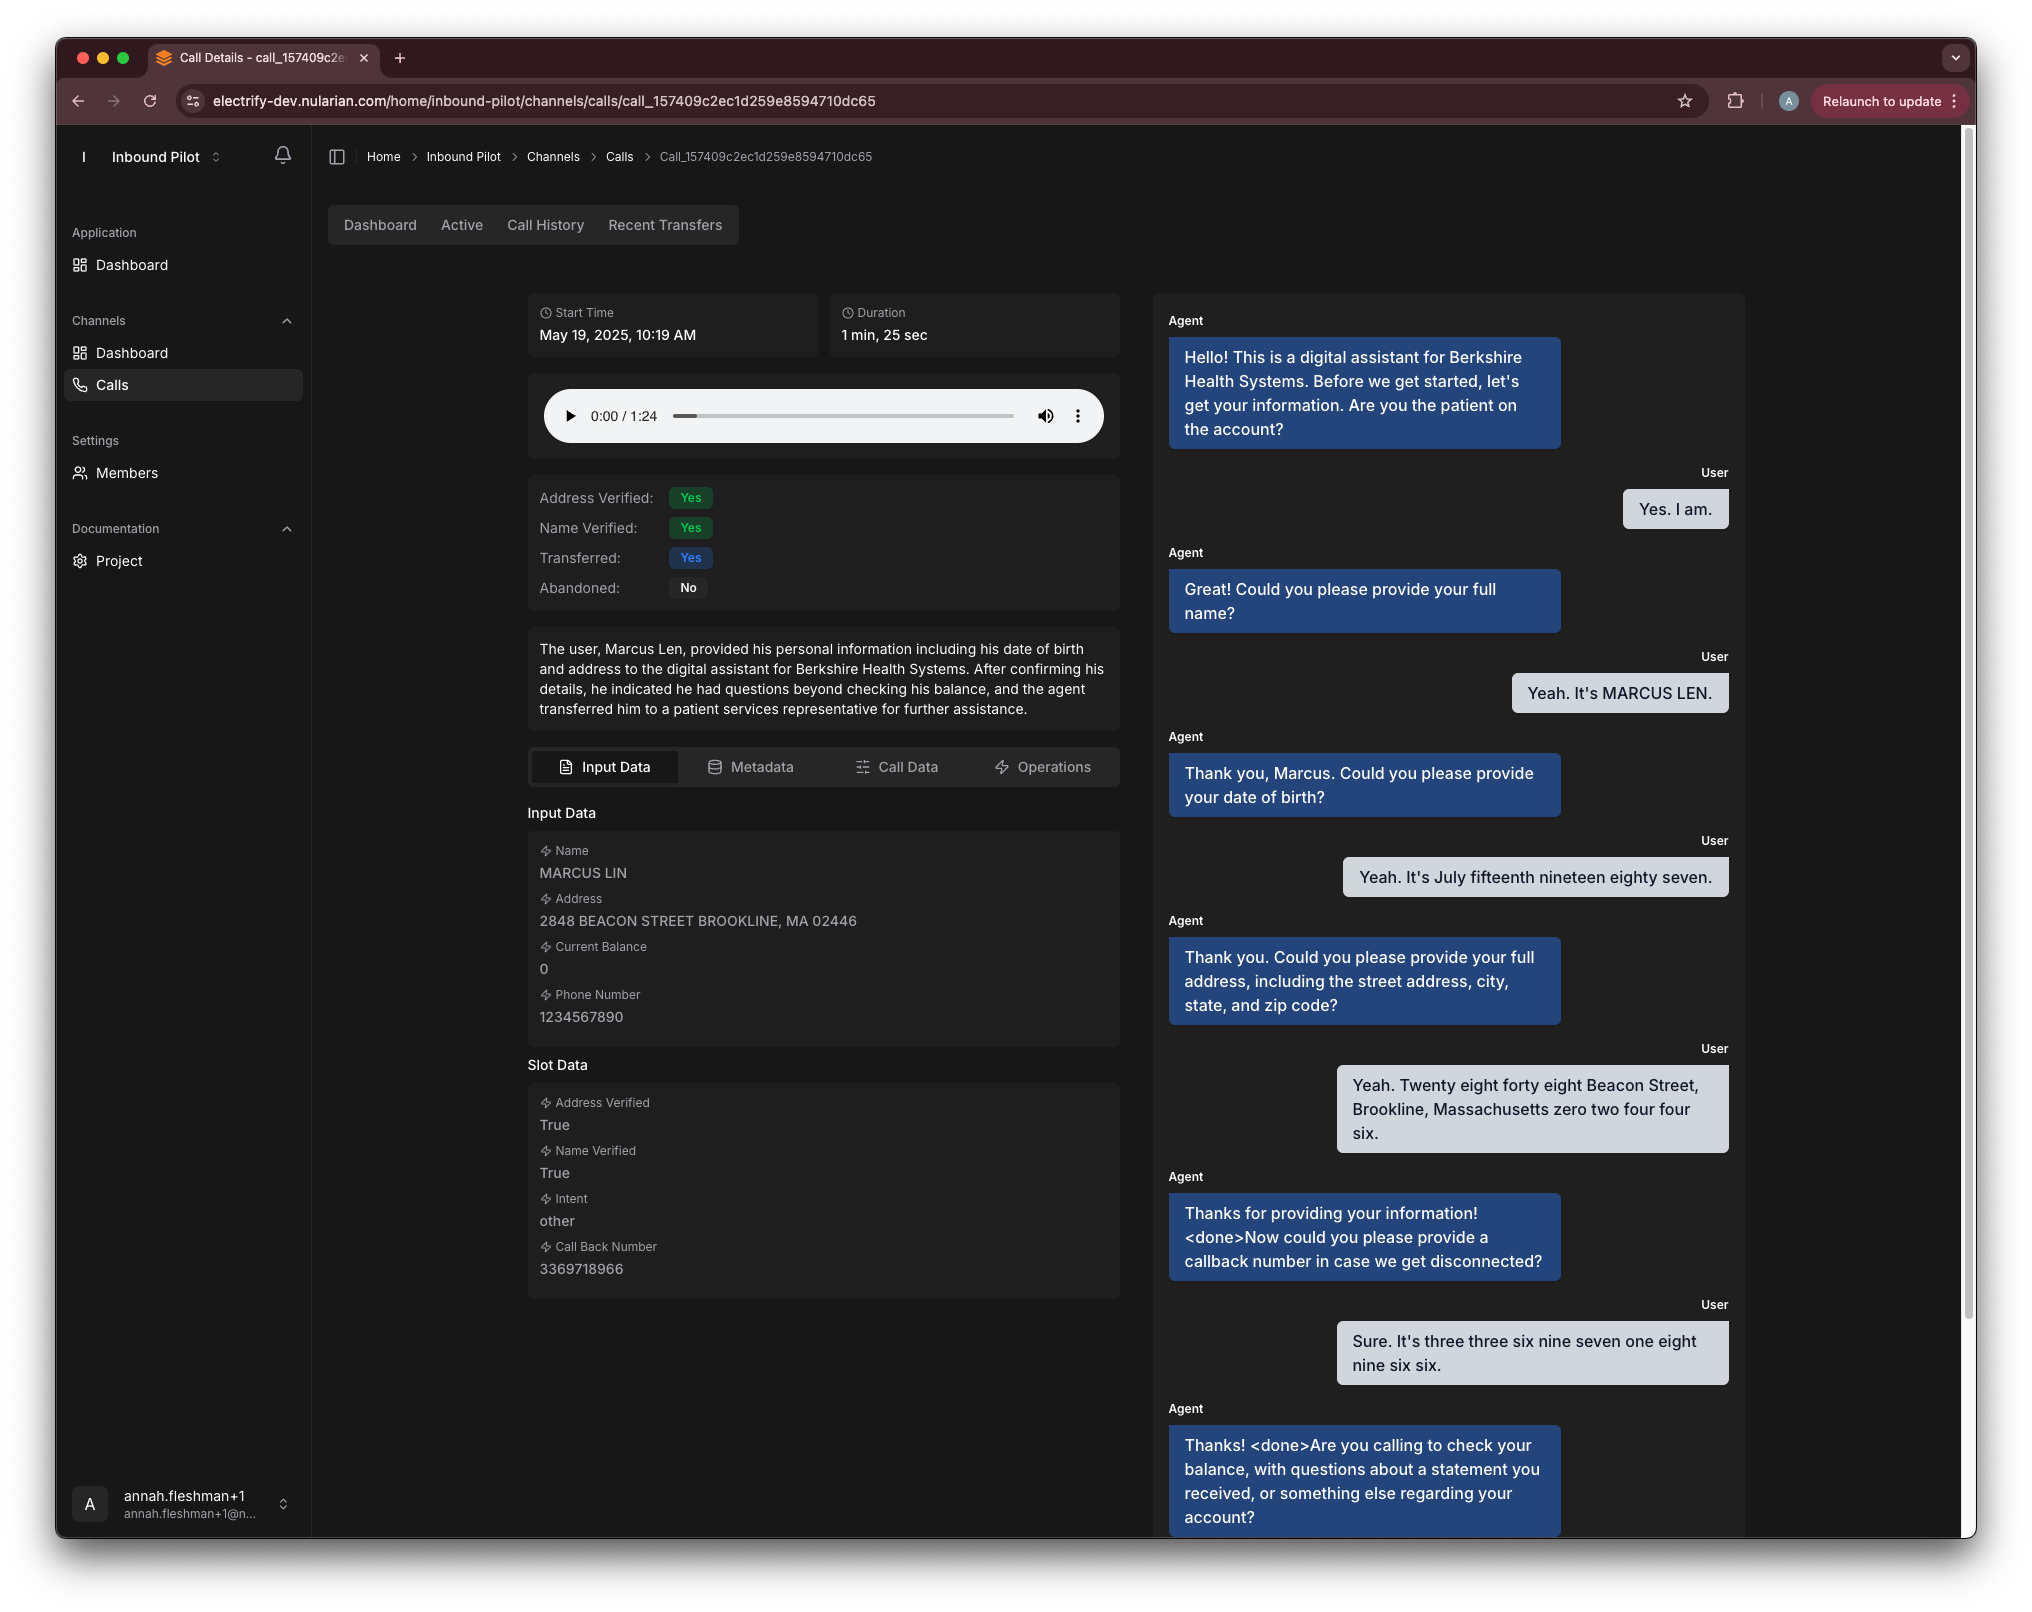 Call Details - call_157409c2e
electrify-dev.nularian.com/home/inbound-pilot/channels/calls/call_157409c2ec1d259e8594710dc65
A
Relaunch to update
I
Inbound Pilot
Home
Inbound Pilot
Channels
Calls
Call_157409c2ec1d259e8594710dc65
Application
Dashboard
Channels
Dashboard
Calls
Settings
Members
Documentation
Project
A
annah.fleshman+1
annah.fleshman+1@n...
Dashboard
Active
Call History
Recent Transfers
Start Time
May 19, 2025, 10:19 AM
Duration
1 min, 25 sec
0:00 / 1:24
Address Verified: Yes
Name Verified: Yes
Transferred: Yes
Abandoned: No
The user, Marcus Len, provided his personal information including his date of birth
and address to the digital assistant for Berkshire Health Systems. After confirming his
details, he indicated he had questions beyond checking his balance, and the agent
transferred him to a patient services representative for further assistance.
Input Data
Metadata
Call Data
Operations
Input Data
Name
MARCUS LIN
Address
2848 BEACON STREET BROOKLINE, MA 02446
Current Balance
0
Phone Number
1234567890
Slot Data
Address Verified
True
Name Verified
True
Intent
other
Call Back Number
3369718966
Agent
Hello! This is a digital assistant for Berkshire
Health Systems. Before we get started, let's
get your information. Are you the patient on
the account?
User
Yes. I am.
Agent
Great! Could you please provide your full
name?
User
Yeah. It's MARCUS LEN.
Agent
Thank you, Marcus. Could you please provide
your date of birth?
User
Yeah. It's July fifteenth nineteen eighty seven.
Agent
Thank you. Could you please provide your full
address, including the street address, city,
state, and zip code?
User
Yeah. Twenty eight forty eight Beacon Street,
Brookline, Massachusetts zero two four four
six.
Agent
Thanks for providing your information!
<done>Now could you please provide a
callback number in case we get disconnected?
User
Sure. It's three three six nine seven one eight
nine six six.
Agent
Thanks! <done>Are you calling to check your
balance, with questions about a statement you
received, or something else regarding your
account?